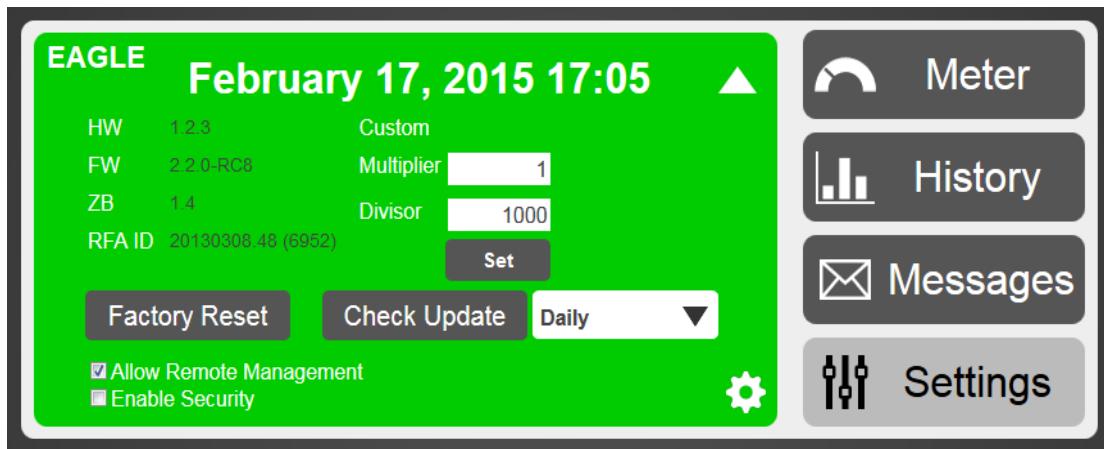 EAGLE
February 17, 2015 17:05
HW 1.2.3
FW 2.2.0-RC8
ZB 1.4
RFA ID 20130308.48 (6952)
Custom
Multiplier 1
Divisor 1000
Set
Factory Reset
Check Update
Daily
Allow Remote Management
Enable Security
Meter
History
Messages
Settings